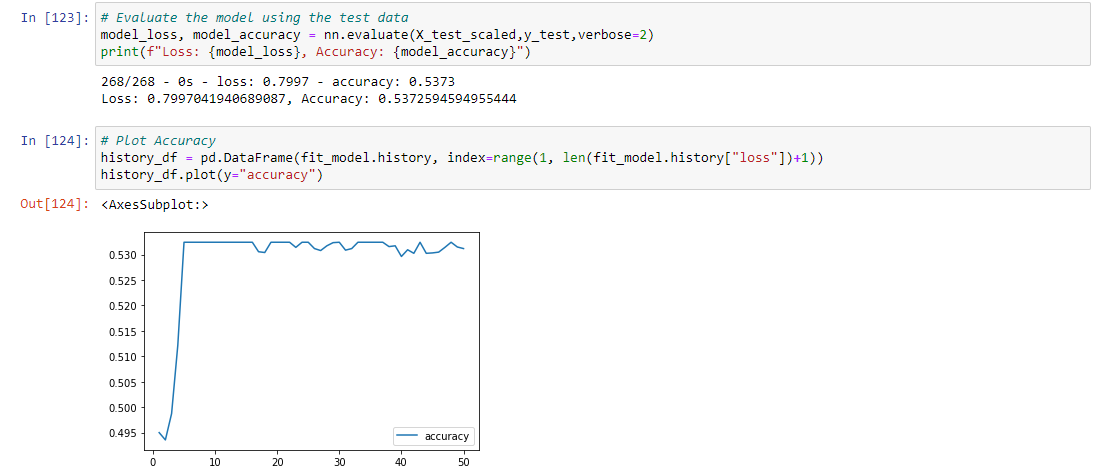 In [123]:
# Evaluate the model using the test data
model_loss, model_accuracy = nn.evaluate(X_test_scaled,y_test,verbose=2)
print(f"Loss: {model_loss}, Accuracy: {model_accuracy}")
268/268 - 0s - loss: 0.7997 - accuracy: 0.5373
Loss: 0.7997041940689087, Accuracy: 0.5372594594955444
In [124]:
# Plot Accuracy
history_df = pd.DataFrame(fit_model.history, index=range(1, len(fit_model.history["loss"])+1))
history_df.plot(y="accuracy")
Out[124]: <AxesSubplot:>
0.530
0.525
0.520
0.515
0.510
0.505
0.500
0.495
accuracy
0 10 20 30 40 50